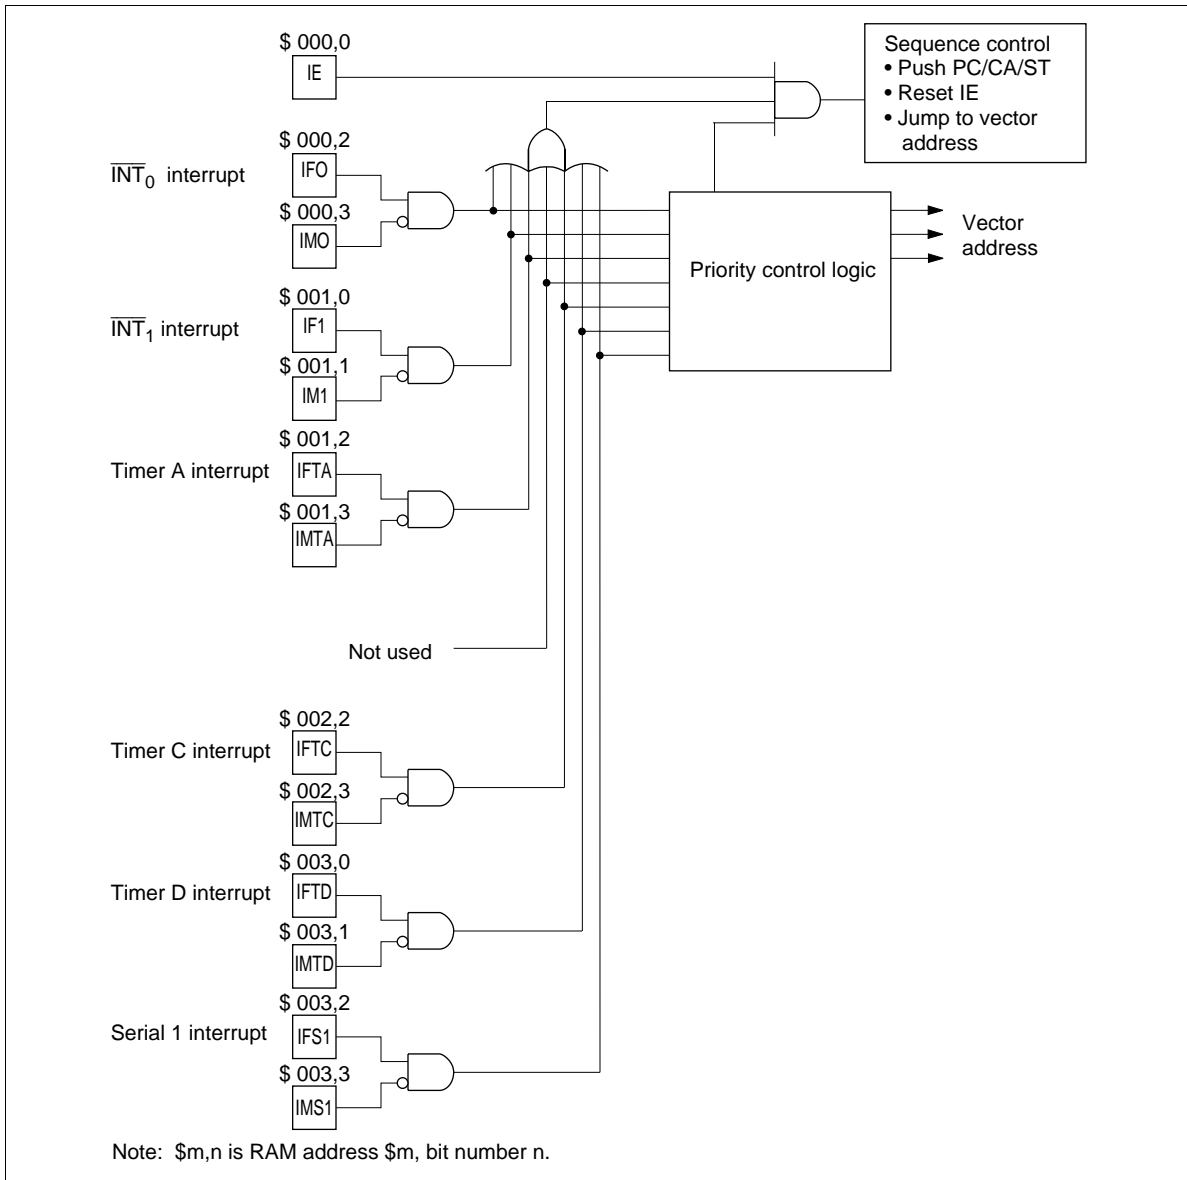 $ 000,0
IE
Sequence control
• Push PC/CA/ST
• Reset IE
• Jump to vector
address
$ 000,2
INT0 interrupt
IFO
$ 000,3
IMO
Priority control logic
Vector
address
$ 001,0
INT1 interrupt
IF1
$ 001,1
IM1
$ 001,2
Timer A interrupt
IFTA
$ 001,3
IMTA
Not used
$ 002,2
Timer C interrupt
IFTC
$ 002,3
IMTC
$ 003,0
Timer D interrupt
IFTD
$ 003,1
IMTD
$ 003,2
Serial 1 interrupt
IFS1
$ 003,3
IMS1
Note: $m,n is RAM address $m, bit number n.